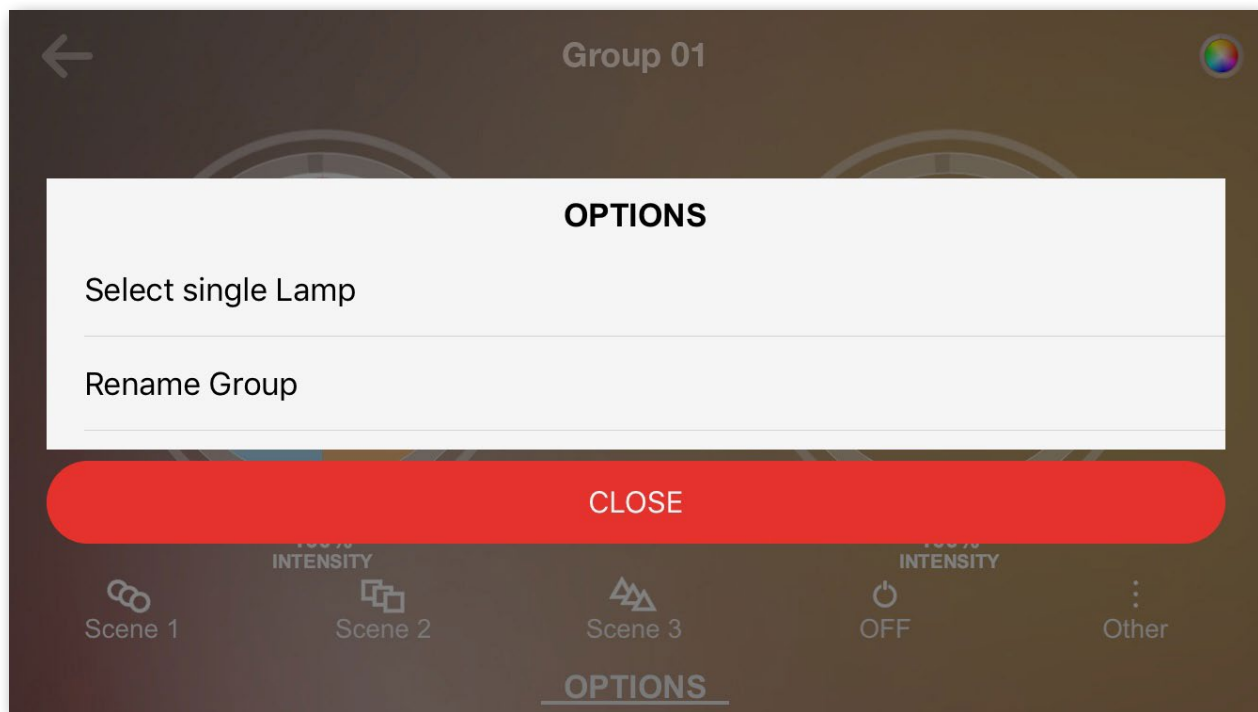 Group 01
OPTIONS
Select single Lamp
Rename Group
CLOSE
INTENSITY INTENSITY
Scene 1 Scene 2 Scene 3 OFF Other
OPTIONS